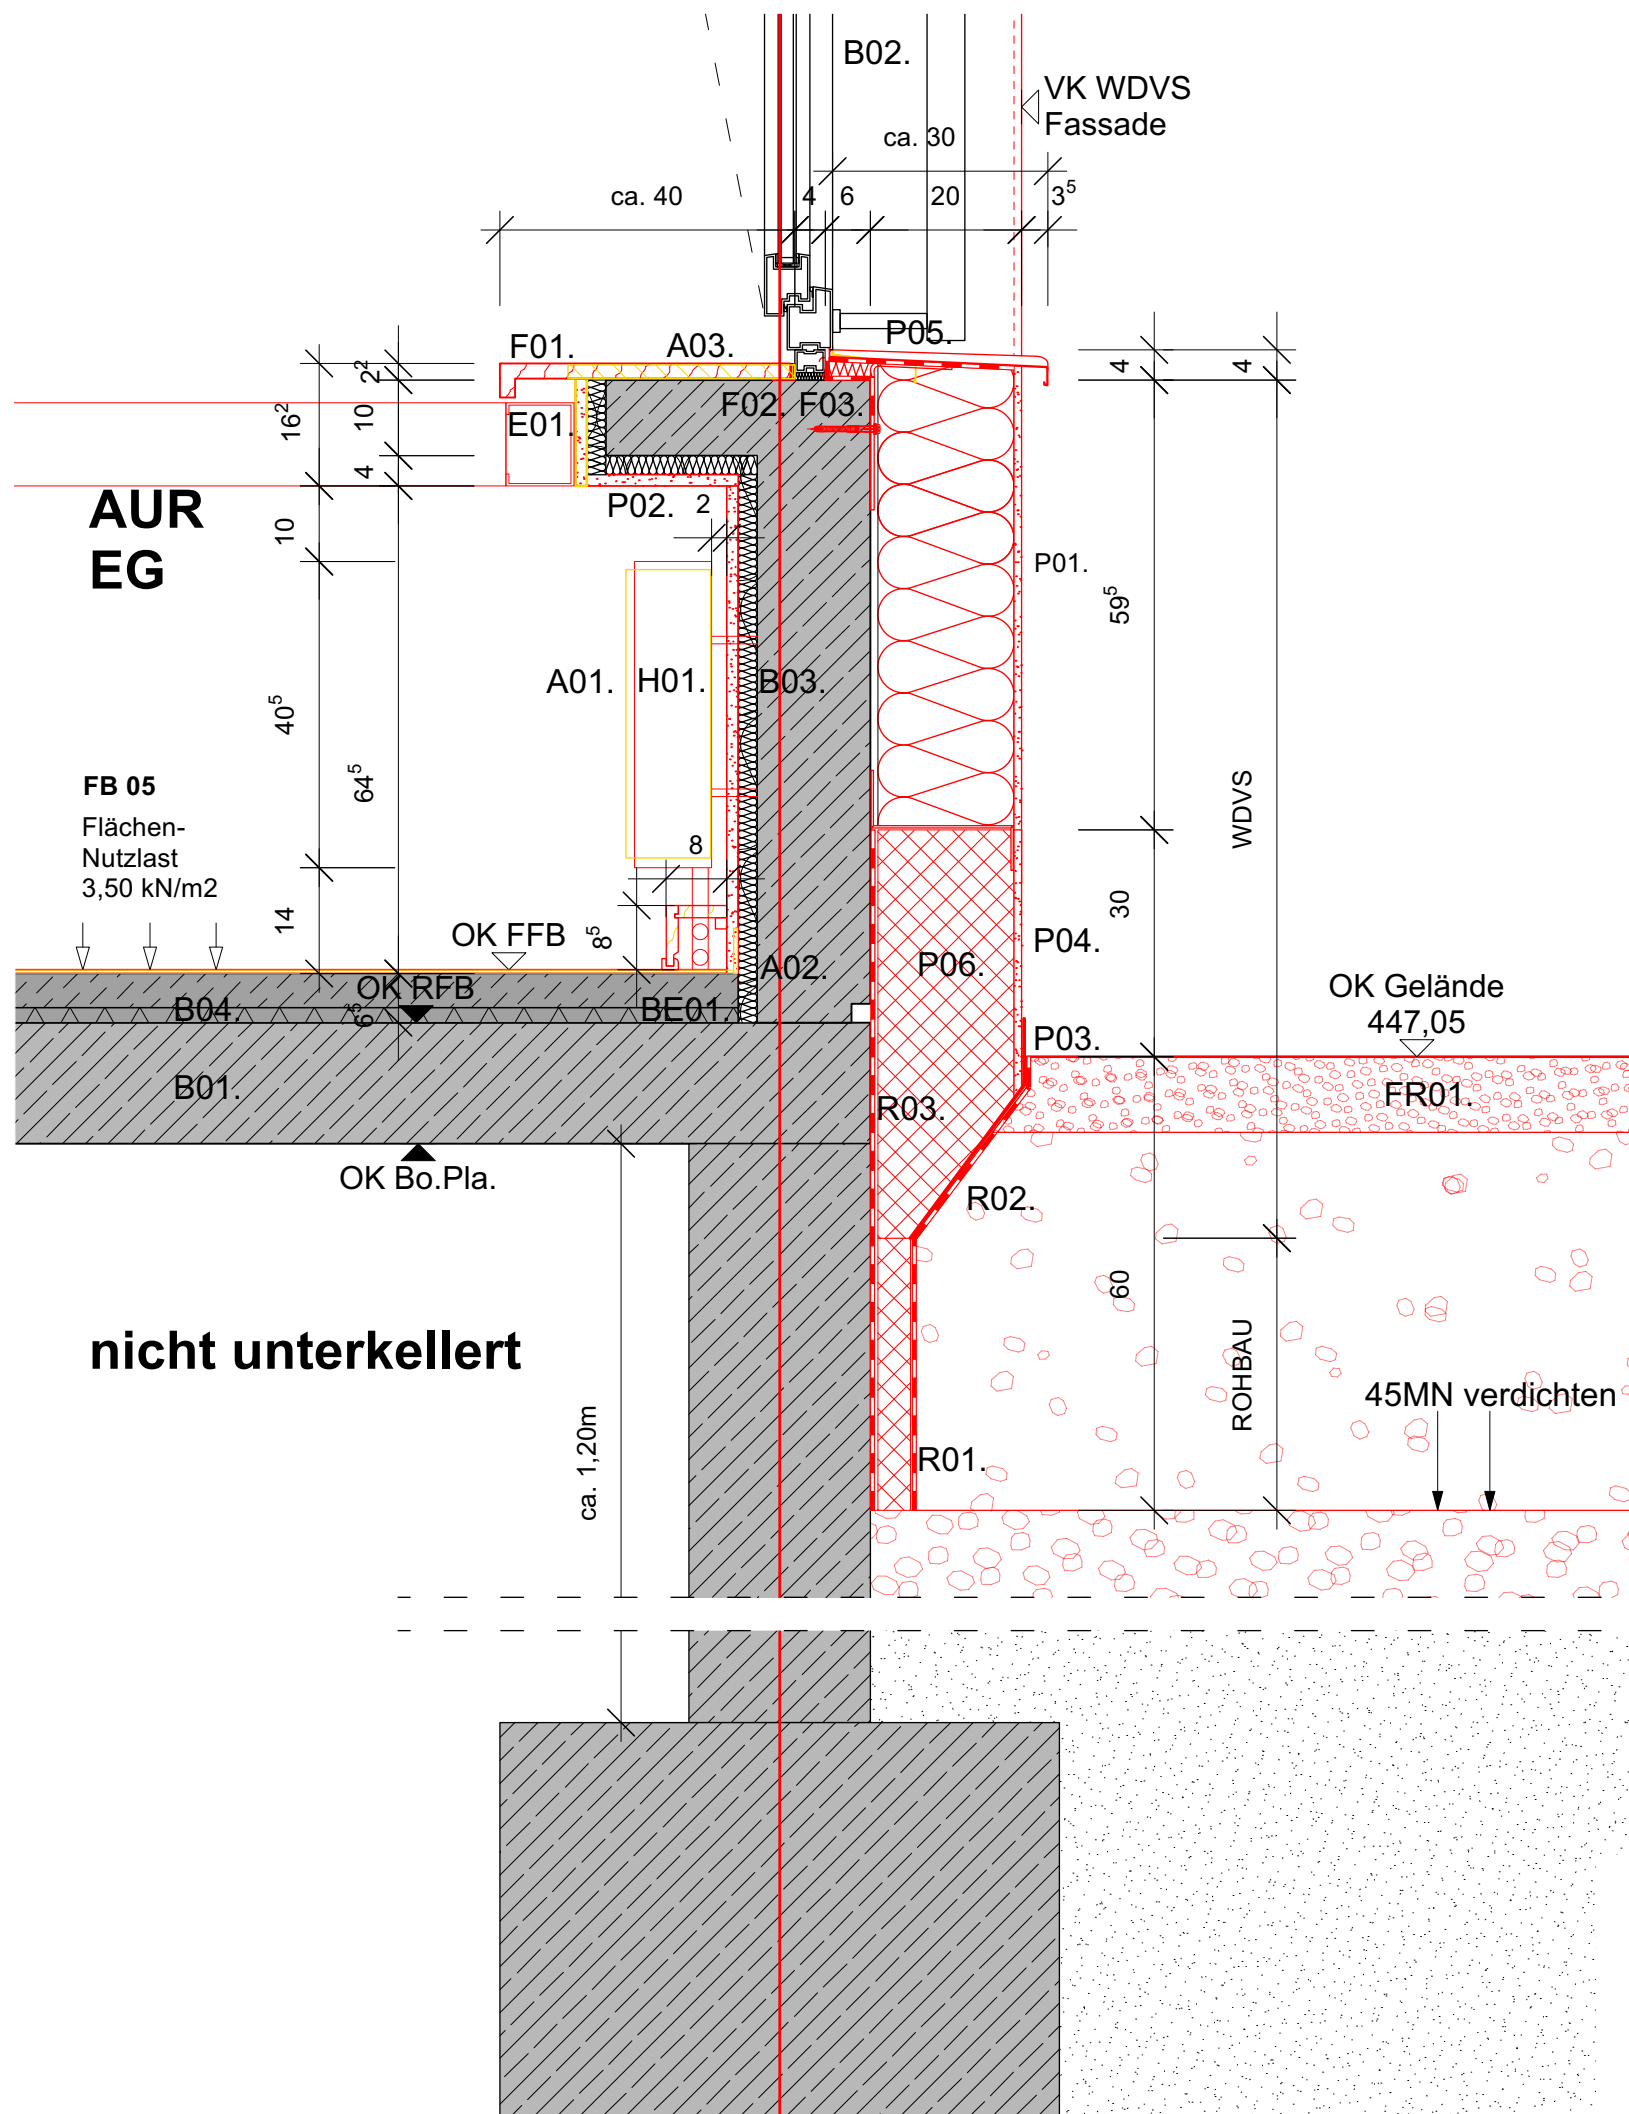 B02.
VK WDVS
Fassade
ca. 30
ca. 40
4
6
20
3⁵
F01.
A03.
P05.
2²
4
4
16²
10
E01.
F02.
F03.
4
AUR
EG
P02.
2
10
P01.
59⁵
A01.
H01.
B03.
40⁵
64⁵
WDVS
FB 05
Flächen-
Nutzlast
3,50 kN/m2
8
30
14
OK FFB
8⁵
A02.
P06.
P04.
OK RFB
B04.
6⁵
BE01.
OK Gelände
447,05
P03.
B01.
R03.
FR01.
OK Bo.Pla.
R02.
60
nicht unterkellert
ROHBAU
45MN verdichten
ca. 1,20m
R01.